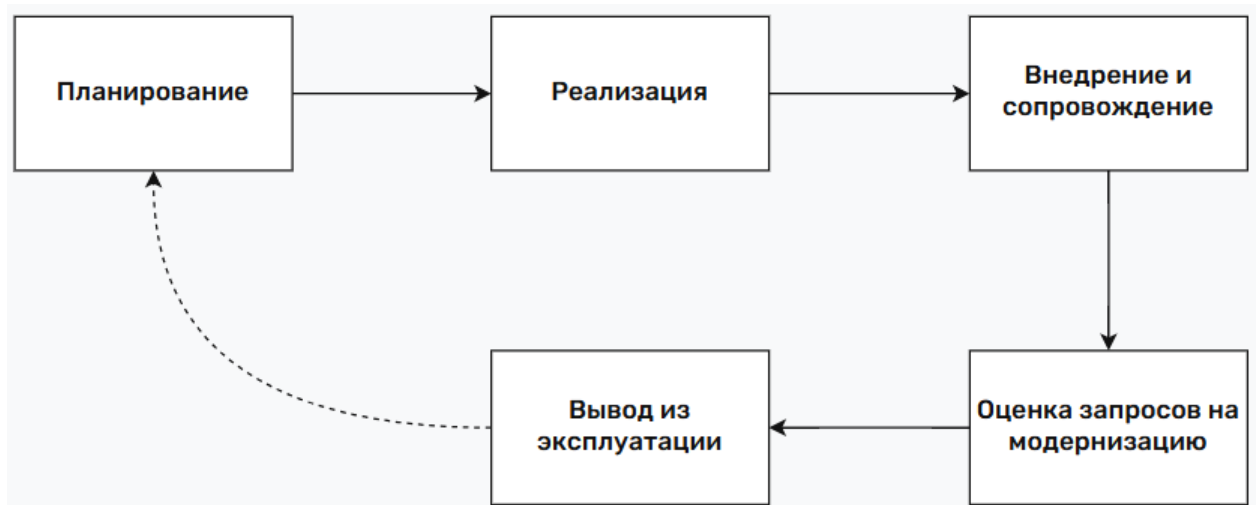 Планирование
Реализация
Внедрение и
сопровождение
Вывод из
эксплуатации
Оценка запросов на
модернизацию